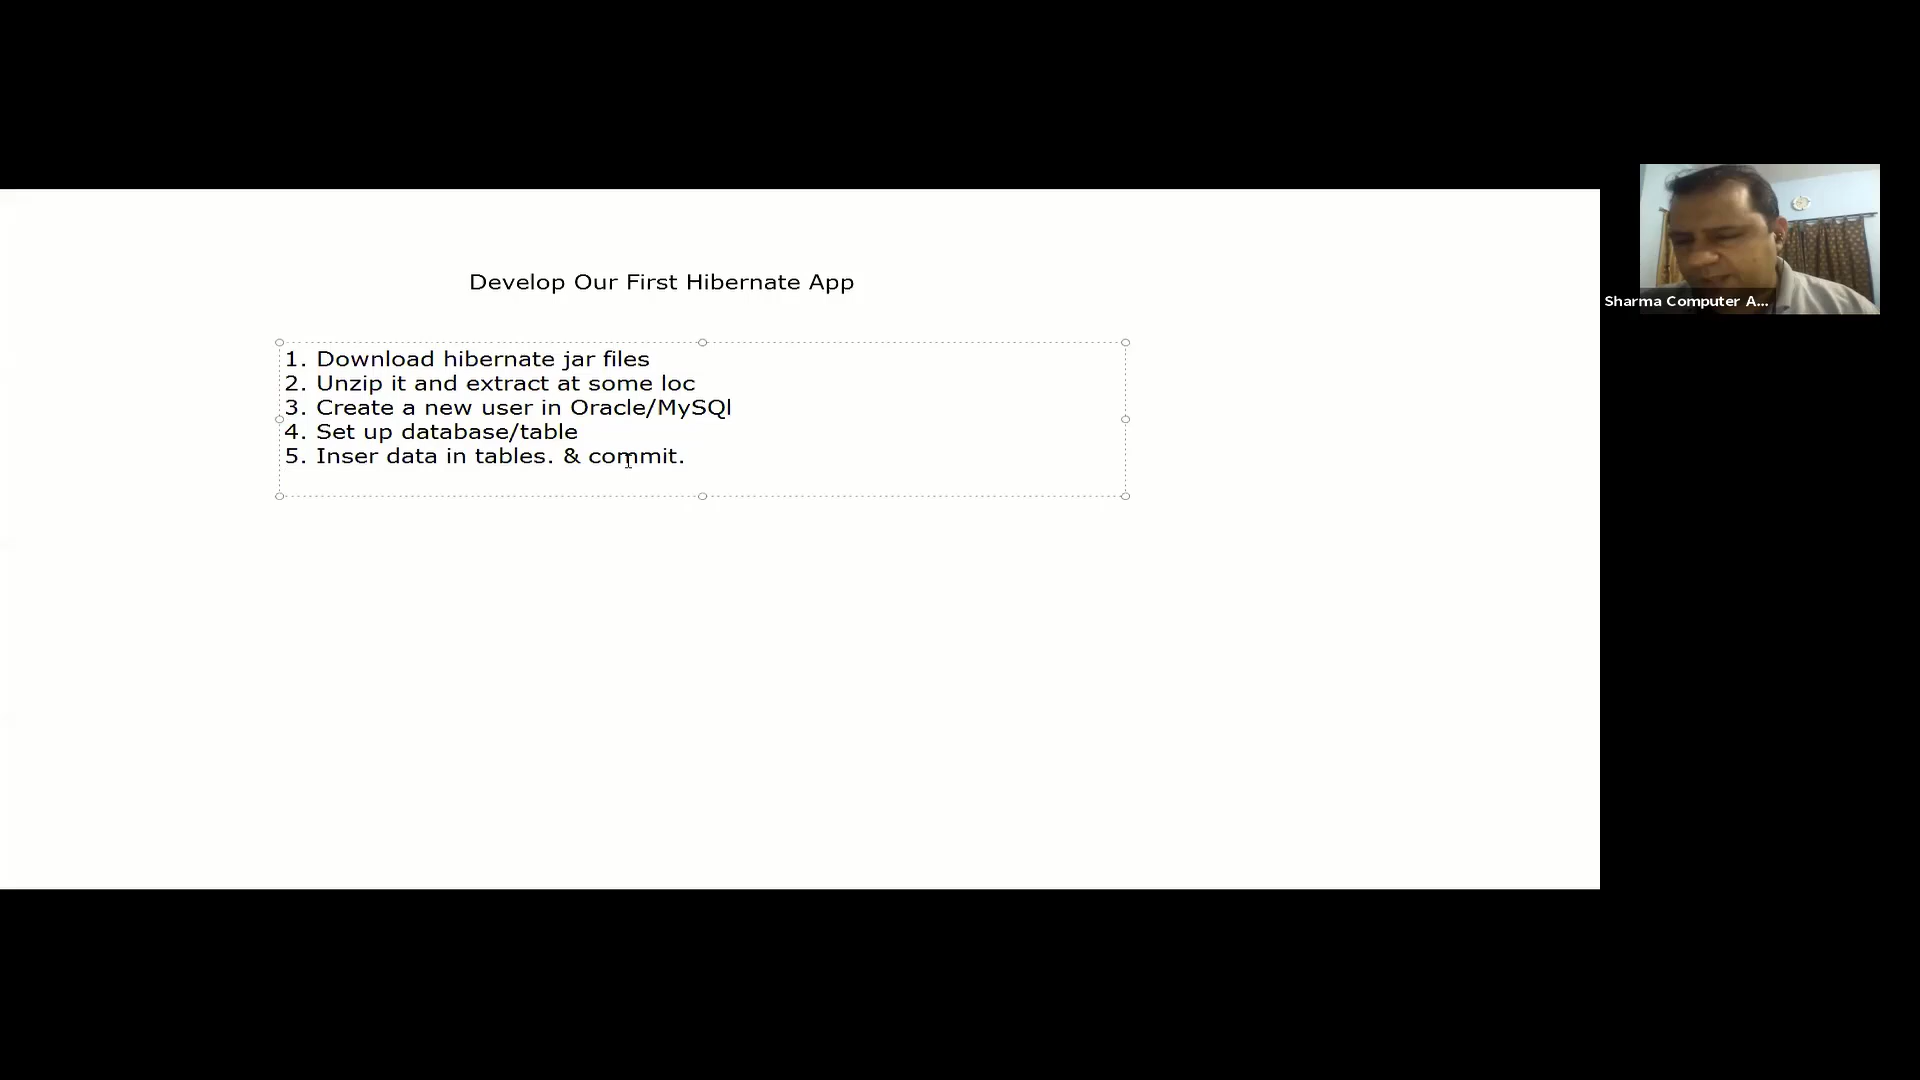 Develop Our First Hibernate App
1. Download hibernate jar files
2. Unzip it and extract at some loc
3. Create a new user in Oracle/MySQl
4. Set up database/table
5. Inser data in tables. & commit.
Sharma Computer A...